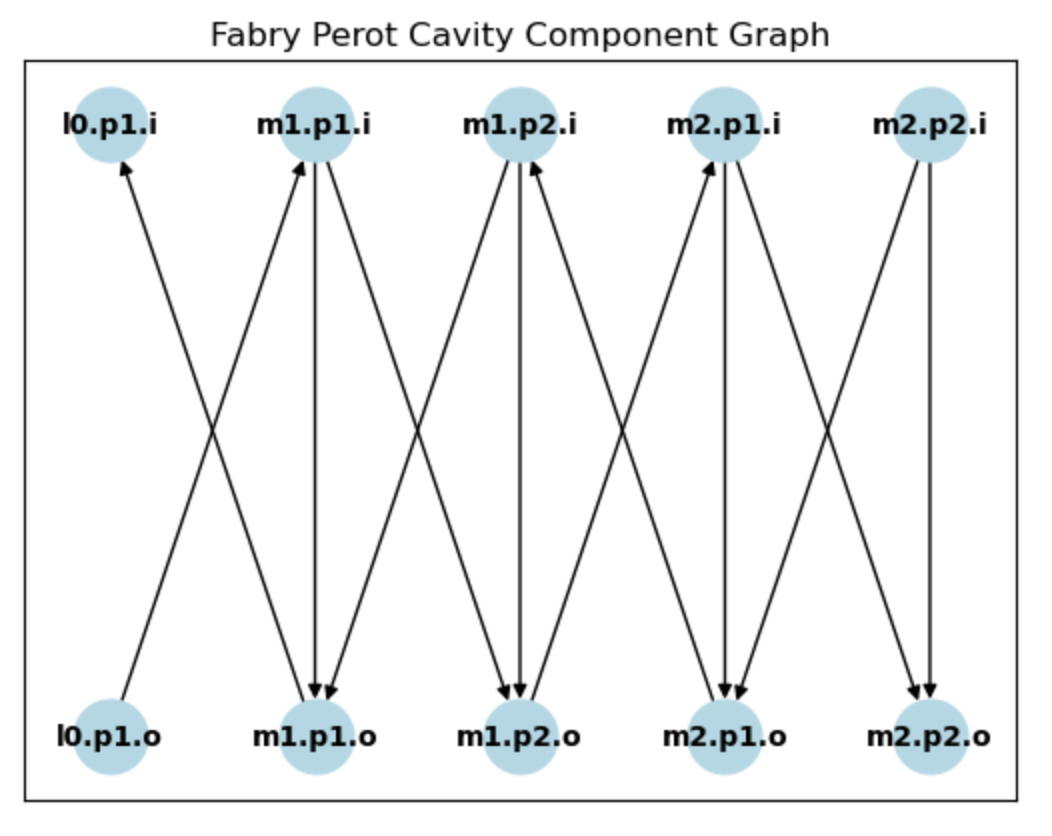 Fabry Perot Cavity Component Graph
l0.p1.i m1.p1.i m1.p2.i m2.p1.i m2.p2.i
l0.p1.o m1.p1.o m1.p2.o m2.p1.o m2.p2.o